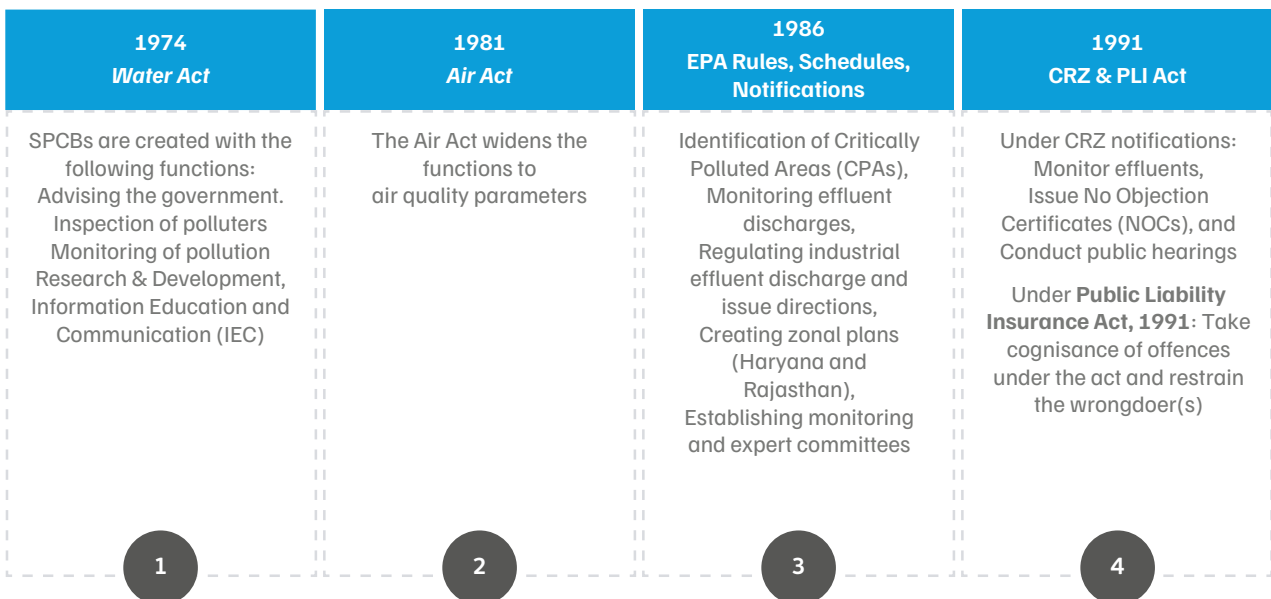 1974
Water Act
SPCBs are created with the
following functions:
Advising the government.
Inspection of polluters
Monitoring of pollution
Research & Development,
Information Education and
Communication (IEC)
1
1981
Air Act
The Air Act widens the
functions to
air quality parameters
2
1986
EPA Rules, Schedules,
Notifications
Identification of Critically
Polluted Areas (CPAs),
Monitoring effluent
discharges,
Regulating industrial
effluent discharge and
issue directions,
Creating zonal plans
(Haryana and
Rajasthan),
Establishing monitoring
and expert committees
3
1991
CRZ & PLI Act
Under CRZ notifications:
Monitor effluents,
Issue No Objection
Certificates (NOCs), and
Conduct public hearings
Under Public Liability
Insurance Act, 1991: Take
cognisance of offences
under the act and restrain
the wrongdoer(s)
4